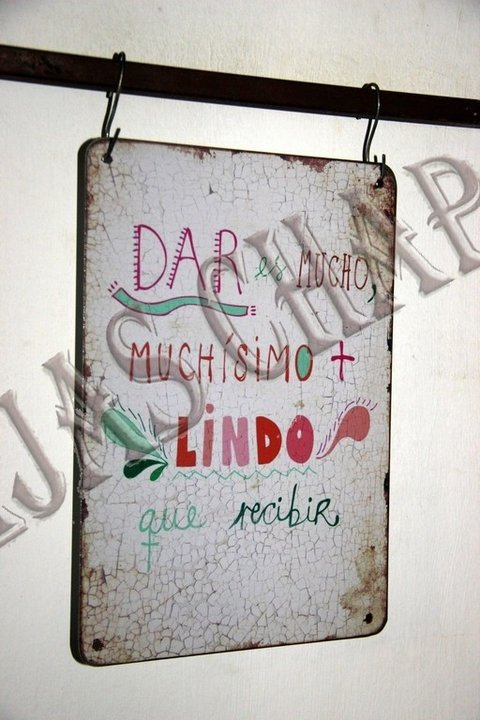 DAR es MUCHO,
MUCHÍSIMO +
LINDO
que recibir